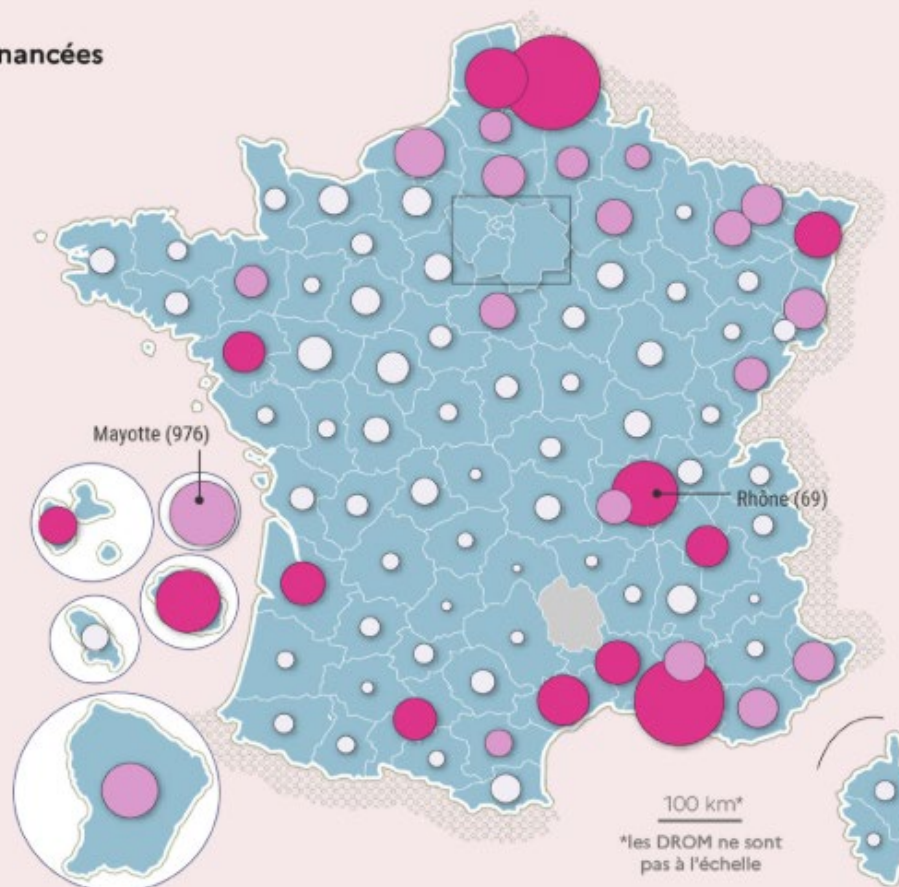 nancées
Mayotte (976)
Rhône (69)
100 km*
*les DROM ne sont
pas à l'échelle